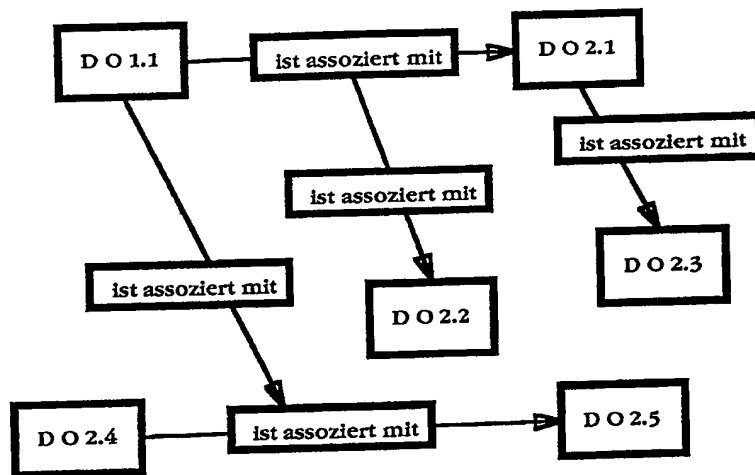 D O 1.1
ist assoziert mit
D O 2.1
ist assoziert mit
ist assoziert mit
D O 2.3
ist assoziert mit
D O 2.2
D O 2.4
ist assoziert mit
D O 2.5